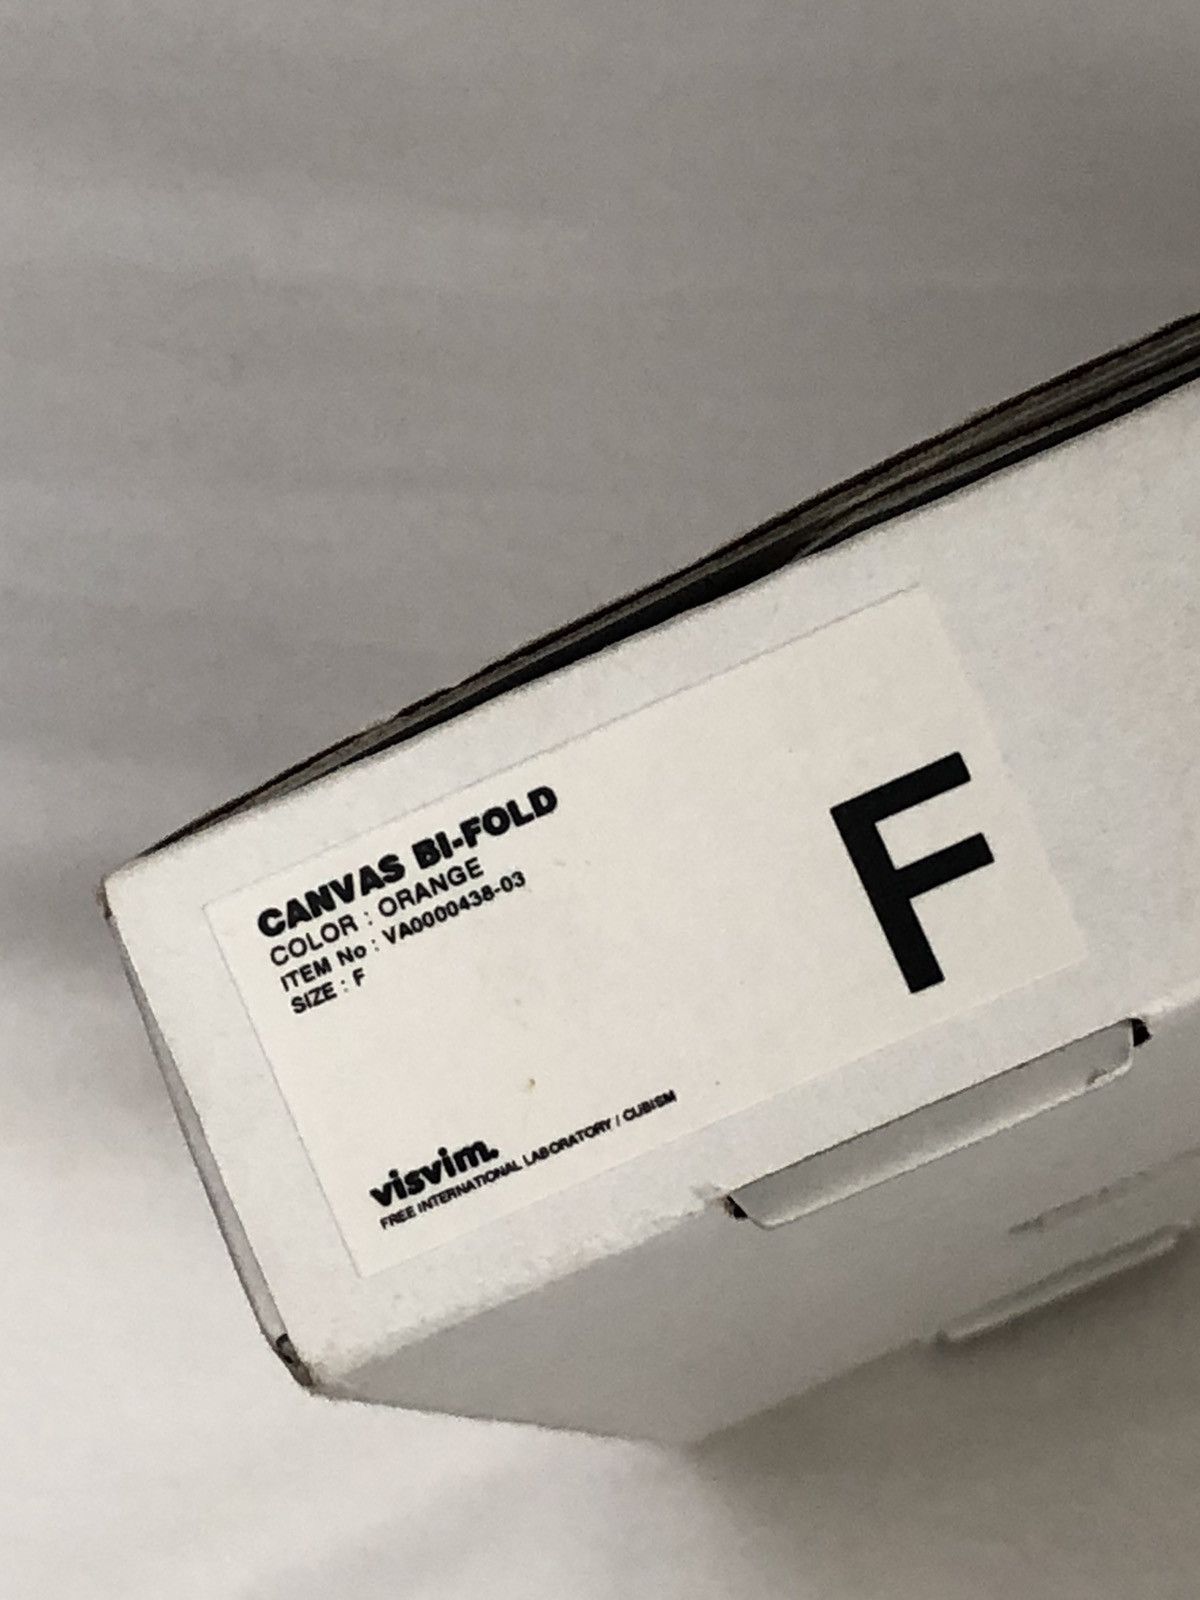 CANVAS BI-FOLD
COLOR : ORANGE
ITEM No : VA0000438-03
SIZE : F
F
visvim.
FREE INTERNATIONAL LABORATORY / CUBISM